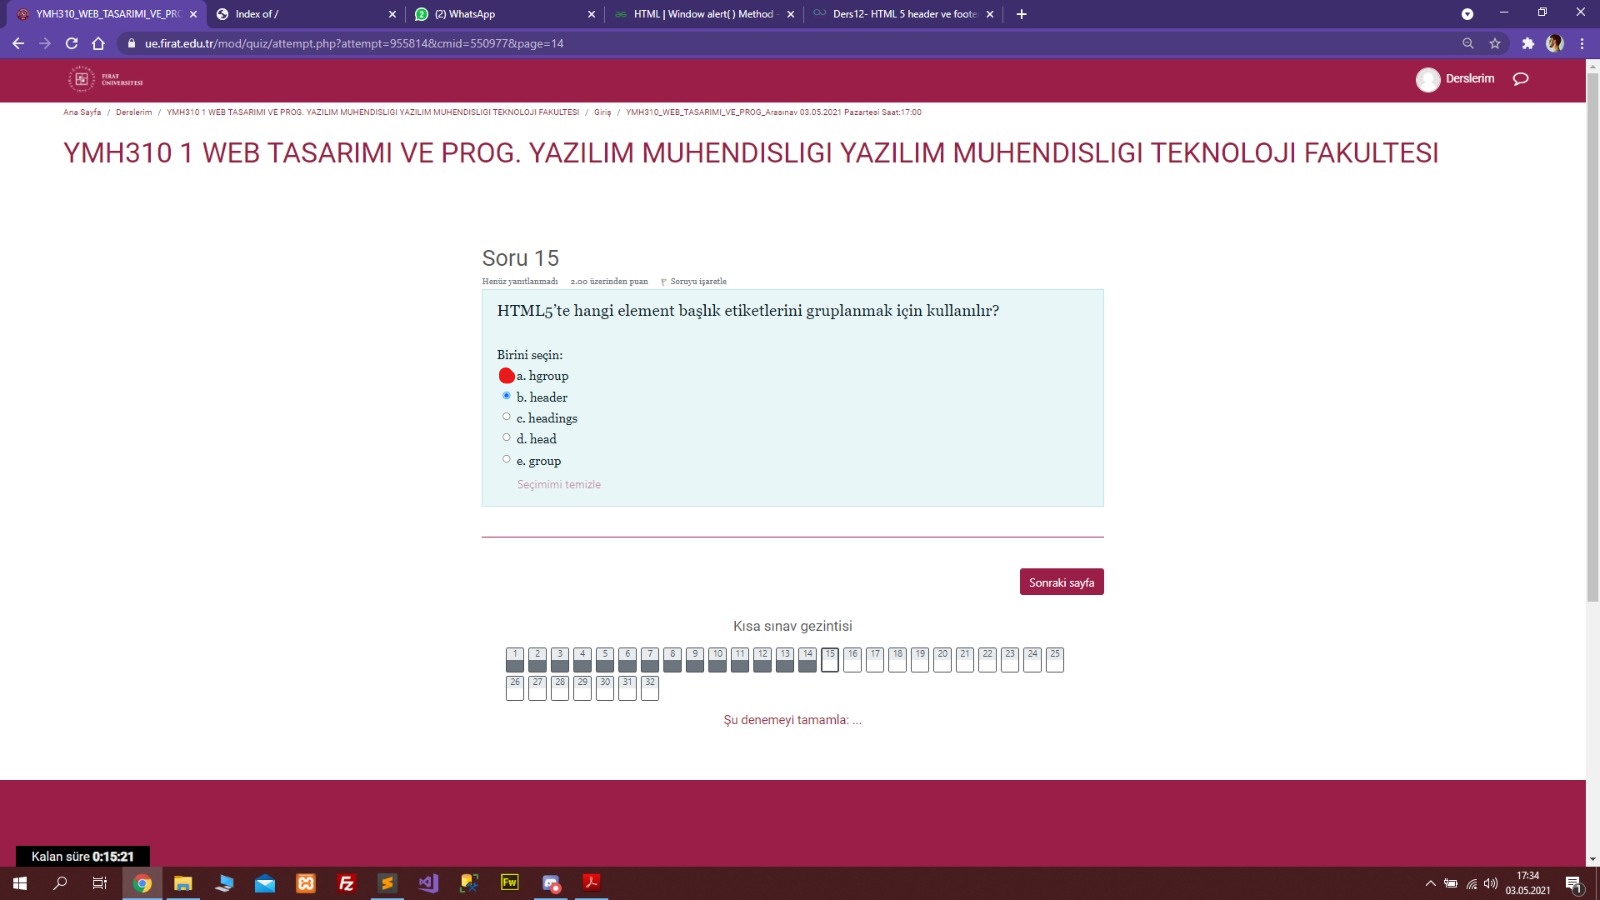 YMH310_WEB_TASARIMI_VE_PRO
Index of /
(2) WhatsApp
HTML | Window alert( ) Method -
Ders12- HTML 5 header ve foote
ue.firat.edu.tr/mod/quiz/attempt.php?attempt=955814&cmid=550977&page=14
FIRAT
ÜNİVERSİTESİ
Derslerim
Ana Sayfa / Derslerim / YMH310 1 WEB TASARIMI VE PROG. YAZILIM MUHENDISLIGI YAZILIM MUHENDISLIGI TEKNOLOJI FAKULTESI / Giriş / YMH310_WEB_TASARIMI_VE_PROG_Arasınav 03.05.2021 Pazartesi Saat:17:00
YMH310 1 WEB TASARIMI VE PROG. YAZILIM MUHENDISLIGI YAZILIM MUHENDISLIGI TEKNOLOJI FAKULTESI
Soru 15
Henüz yanıtlanmadı 2.00 üzerinden puan Soruyu işaretle
HTML5’te hangi element başlık etiketlerini gruplanmak için kullanılır?
Birini seçin:
a. hgroup
b. header
c. headings
d. head
e. group
Seçimimi temizle
Sonraki sayfa
Kısa sınav gezintisi
1 2 3 4 5 6 7 8 9 10 11 12 13 14 15 16 17 18 19 20 21 22 23 24 25
26 27 28 29 30 31 32
Şu denemeyi tamamla: ...
Kalan süre 0:15:21
Fz
Fw
17:34
03.05.2021
1